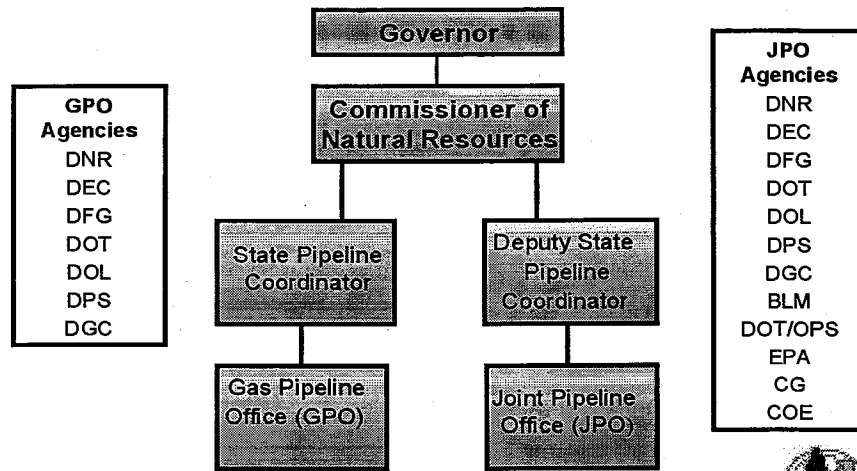 Governor
Commissioner of
Natural Resources
GPO
Agencies
DNR
DEC
DFG
DOT
DOL
DPS
DGC
State Pipeline
Coordinator
Deputy State
Pipeline
Coordinator
Gas Pipeline
Office (GPO)
Joint Pipeline
Office (JPO)
JPO
Agencies
DNR
DEC
DFG
DOT
DOL
DPS
DGC
BLM
DOT/OPS
EPA
CG
COE